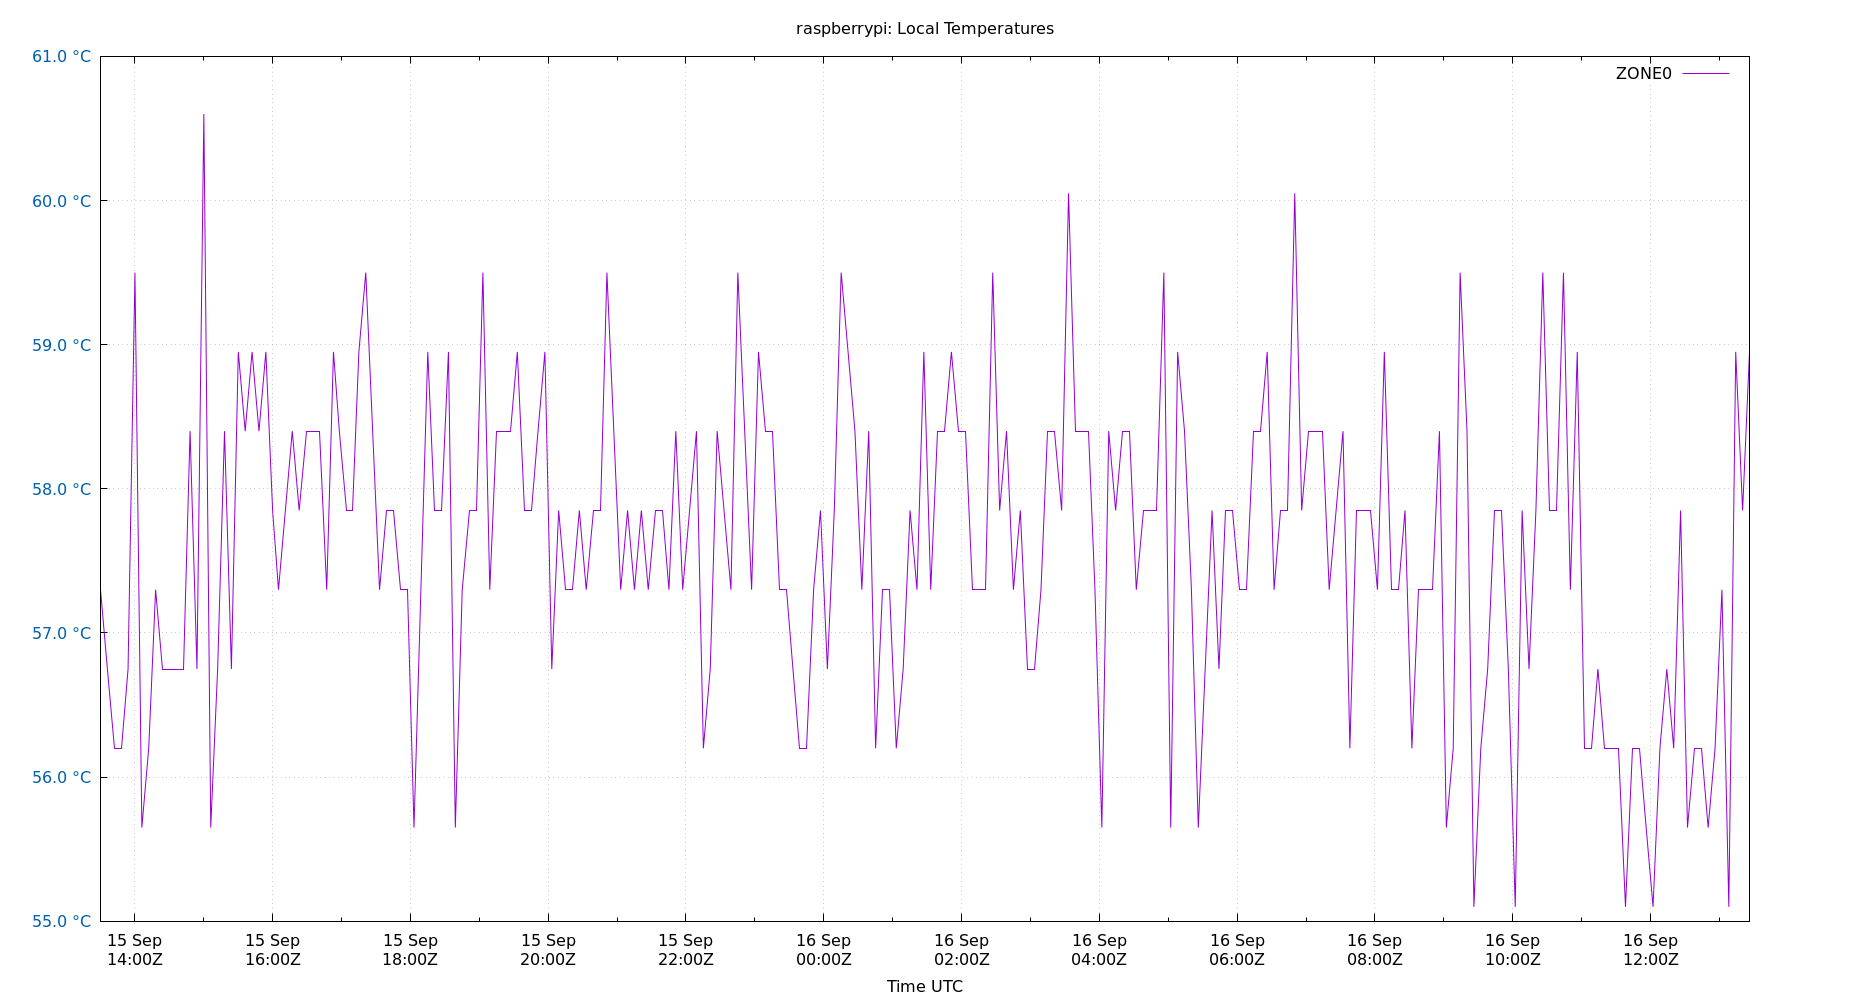 raspberrypi: Local Temperatures
61.0 °C
ZONE0
60.0 °C
59.0 °C
58.0 °C
57.0 °C
56.0 °C
55.0 °C
15 Sep 15 Sep 15 Sep 15 Sep 15 Sep 16 Sep 16 Sep 16 Sep 16 Sep 16 Sep 16 Sep 16 Sep
14:00Z 16:00Z 18:00Z 20:00Z 22:00Z 00:00Z 02:00Z 04:00Z 06:00Z 08:00Z 10:00Z 12:00Z
Time UTC